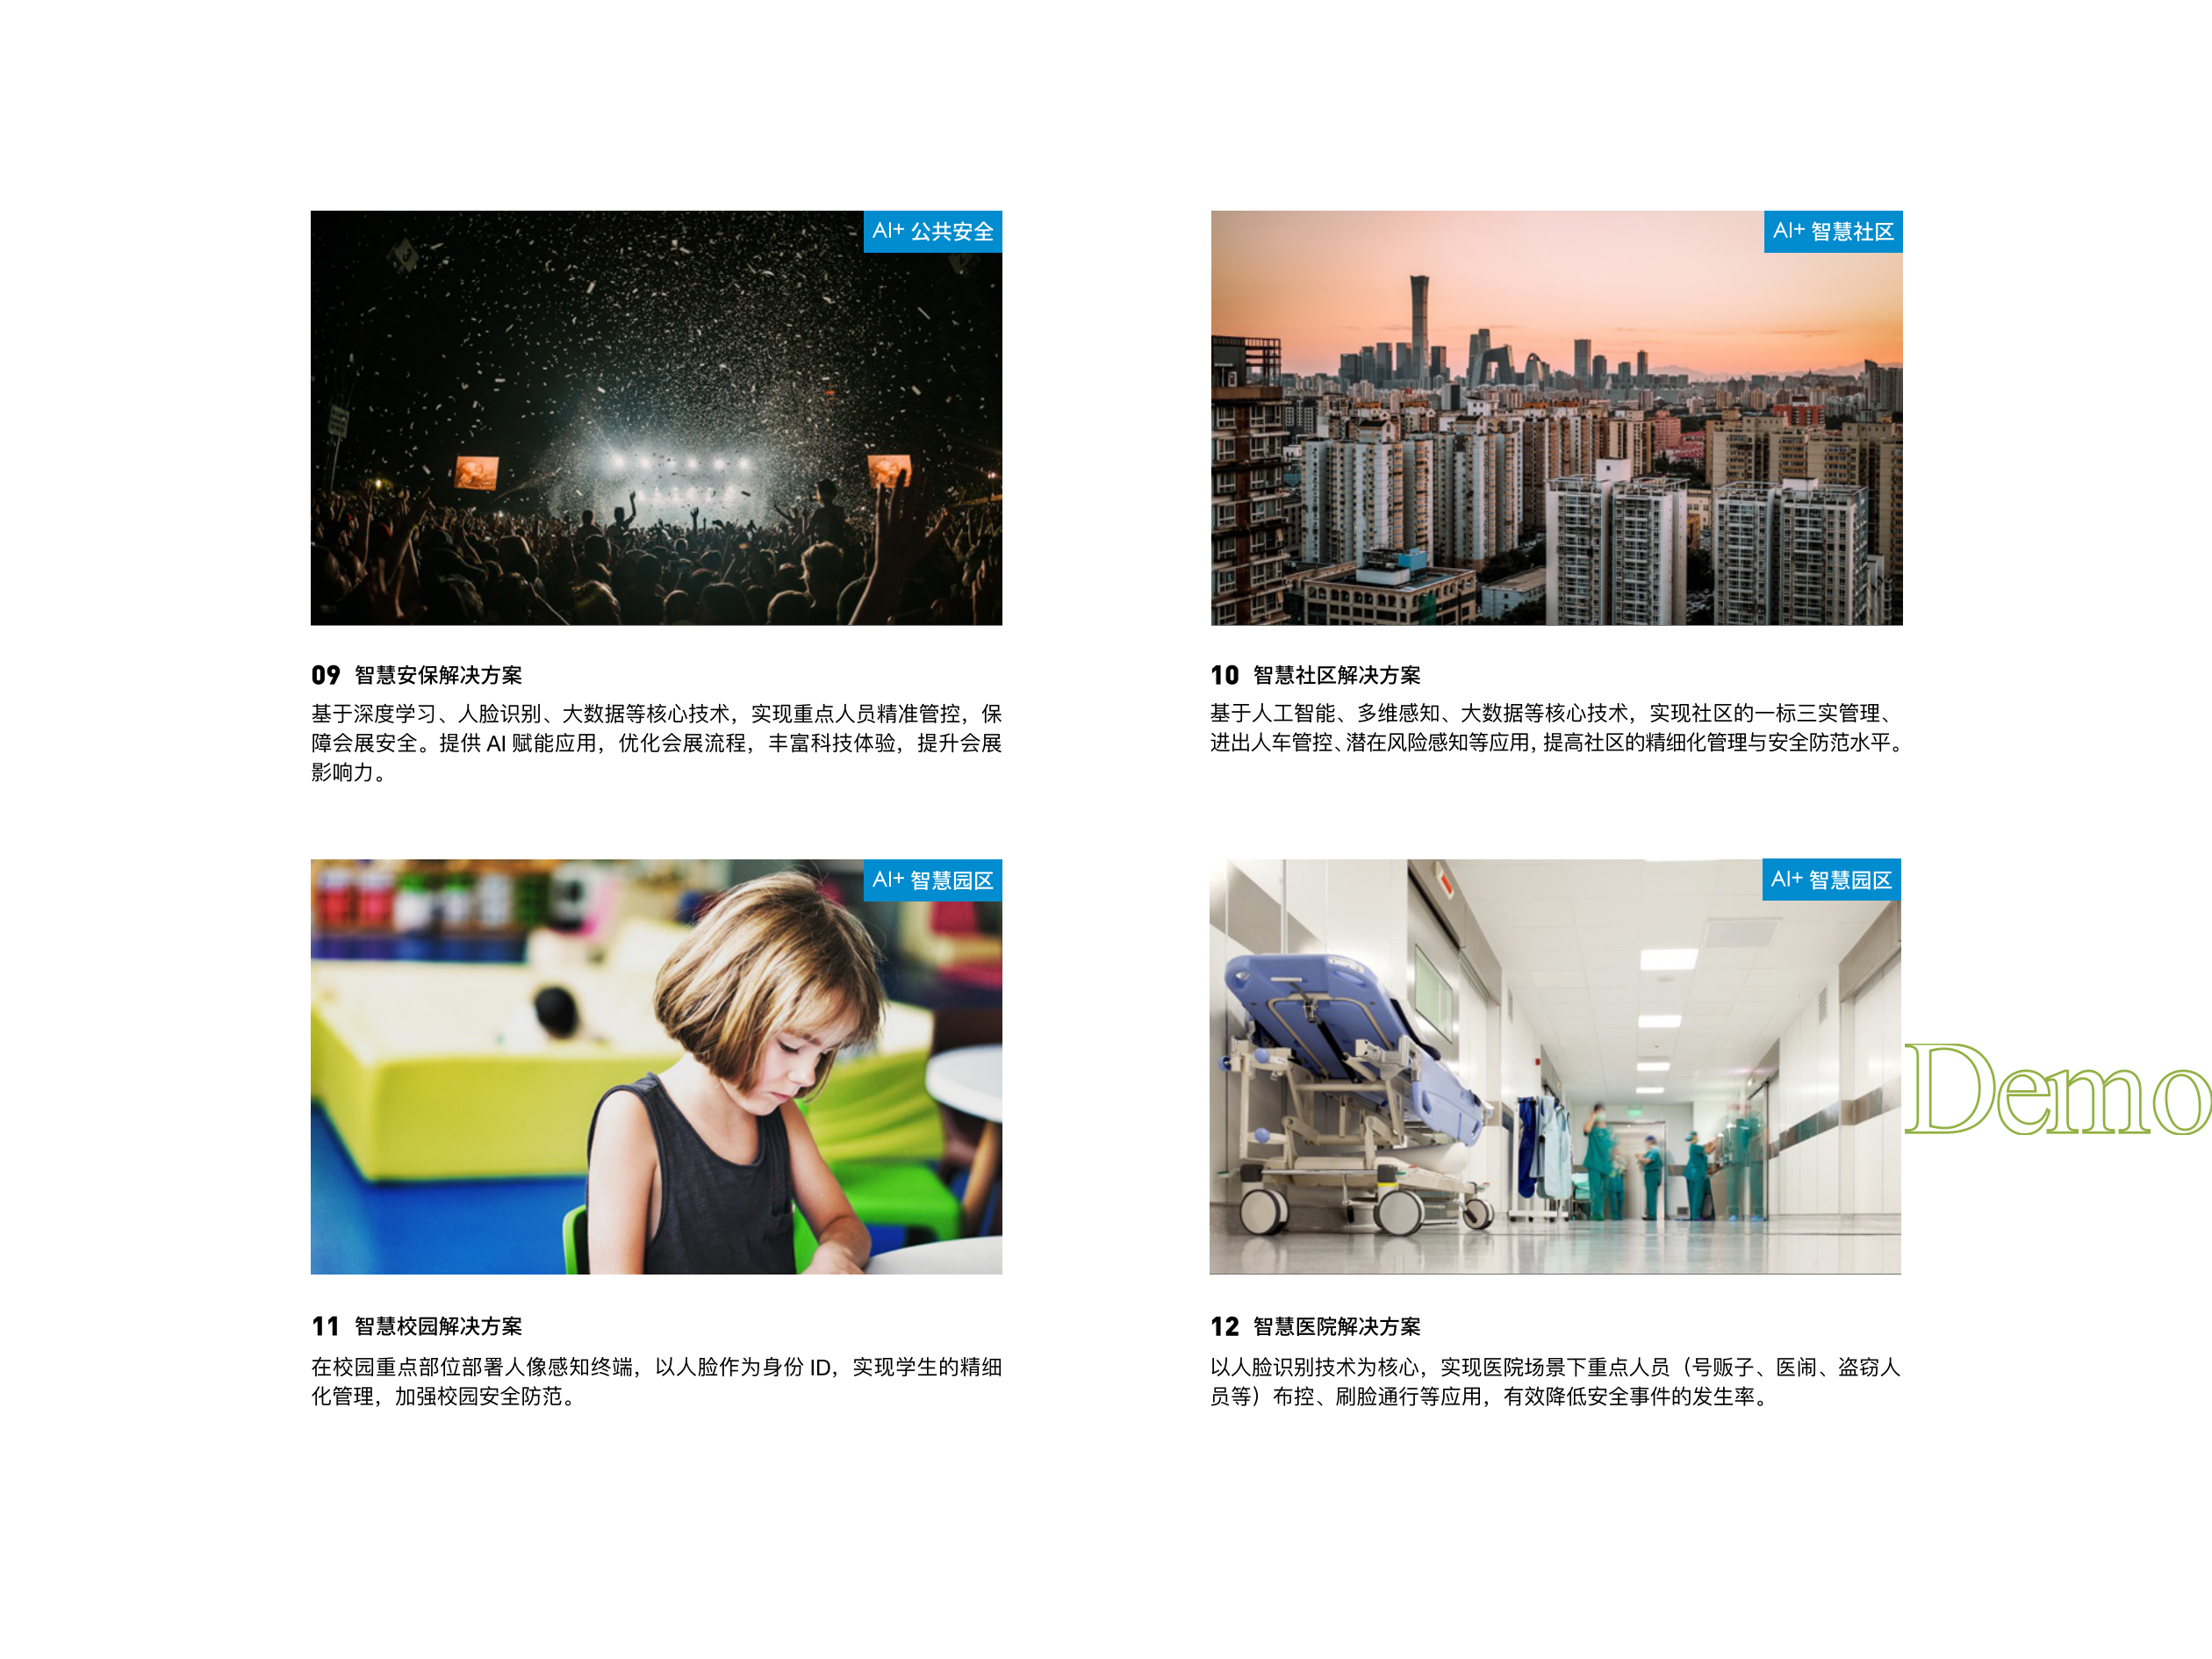 AI+ 公共安全
09 智慧安保解决方案
基于深度学习、人脸识别、大数据等核心技术，实现重点人员精准管控，保
障会展安全。提供 AI 赋能应用，优化会展流程，丰富科技体验，提升会展
影响力。
AI+ 智慧社区
10 智慧社区解决方案
基于人工智能、多维感知、大数据等核心技术，实现社区的一标三实管理、
进出人车管控、潜在风险感知等应用，提高社区的精细化管理与安全防范水平。
AI+ 智慧园区
11 智慧校园解决方案
在校园重点部位部署人像感知终端，以人脸作为身份 ID，实现学生的精细
化管理，加强校园安全防范。
AI+ 智慧园区
12 智慧医院解决方案
以人脸识别技术为核心，实现医院场景下重点人员（号贩子、医闹、盗窃人
员等）布控、刷脸通行等应用，有效降低安全事件的发生率。
Demo